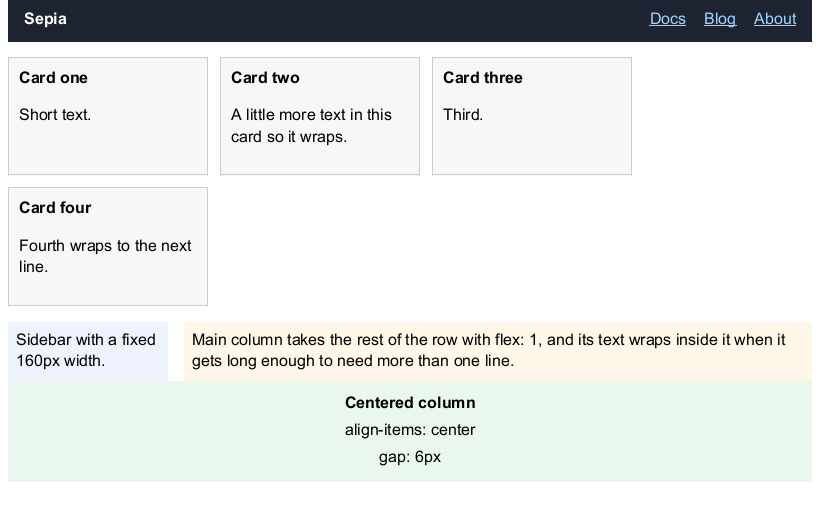 Sepia
Docs Blog About
Card one
Short text.
Card two
A little more text in this
card so it wraps.
Card three
Third.
Card four
Fourth wraps to the next
line.
Sidebar with a fixed
160px width.
Main column takes the rest of the row with flex: 1, and its text wraps inside it when it
gets long enough to need more than one line.
Centered column
align-items: center
gap: 6px